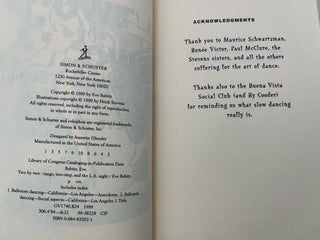 SIMON & SCHUSTER
Rockefeller Center
1230 Avenue of the Americas
New York, New York 10020
Copyright © 1999 by Eve Babitz
Illustrations copyright © 1999 by Heidi Stevens
All rights reserved, including the right of reproduction
in whole or in part in any form.
Simon & Schuster and colophon are registered trademarks
of Simon & Schuster, Inc.
Designed by Jeanette Olender
Manufactured in the United States of America
1 3 5 7 9 10 8 6 4 2
Library of Congress Cataloging-in-Publication Data
Babitz, Eve.
Two by two : tango, two-step, and the L.A. night / Eve Babitz.
p. cm.
Includes index.
1. Ballroom dancing—California—Los Angeles—Anecdotes. 2. Ballroom
dancing—Social aspects—California—Los Angeles. I. Title.
GV1746.B24 1999
306.4'84—dc21 99-38228 CIP
ISBN 0-684-83392-1
ACKNOWLEDGMENTS
Thank you to Maurice Schwartzman,
Renée Victor, Paul McClure, the
Stevens sisters, and all the others
suffering for the art of dance.
Thanks also to the Buena Vista
Social Club (and Ry Cooder)
for reminding us what slow dancing
really is.